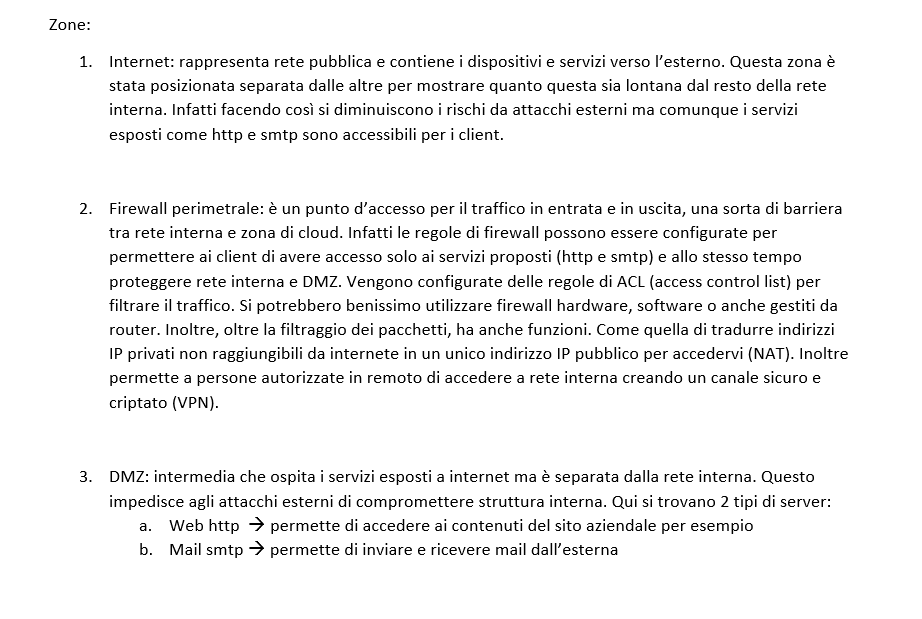 Zone:
1. Internet: rappresenta rete pubblica e contiene i dispositivi e servizi verso l’esterno. Questa zona è
stata posizionata separata dalle altre per mostrare quanto questa sia lontana dal resto della rete
interna. Infatti facendo così si diminuiscono i rischi da attacchi esterni ma comunque i servizi
esposti come http e smtp sono accessibili per i client.
2. Firewall perimetrale: è un punto d’accesso per il traffico in entrata e in uscita, una sorta di barriera
tra rete interna e zona di cloud. Infatti le regole di firewall possono essere configurate per
permettere ai client di avere accesso solo ai servizi proposti (http e smtp) e allo stesso tempo
proteggere rete interna e DMZ. Vengono configurate delle regole di ACL (access control list) per
filtrare il traffico. Si potrebbero benissimo utilizzare firewall hardware, software o anche gestiti da
router. Inoltre, oltre la filtraggio dei pacchetti, ha anche funzioni. Come quella di tradurre indirizzi
IP privati non raggiungibili da internete in un unico indirizzo IP pubblico per accedervi (NAT). Inoltre
permette a persone autorizzate in remoto di accedere a rete interna creando un canale sicuro e
criptato (VPN).
3. DMZ: intermedia che ospita i servizi esposti a internet ma è separata dalla rete interna. Questo
impedisce agli attacchi esterni di compromettere struttura interna. Qui si trovano 2 tipi di server:
a. Web http → permette di accedere ai contenuti del sito aziendale per esempio
b. Mail smtp → permette di inviare e ricevere mail dall’esterna